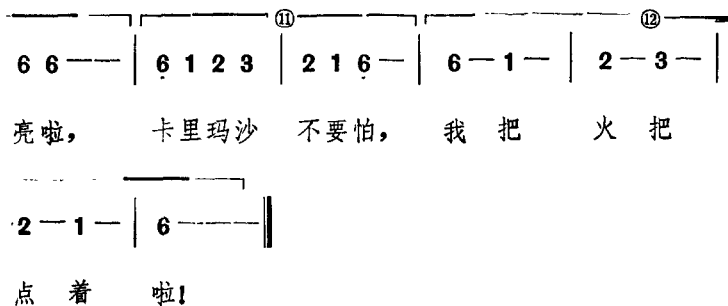 ⑪ ⑫
6 6 — — | 6̣ 1 2 3 | 2 1 6̣ — | 6 — 1 — | 2 — 3 — |
亮啦， 卡里玛沙 不要怕， 我 把 火 把
2 — 1 — | 6 — — — ‖
点 着 啦！